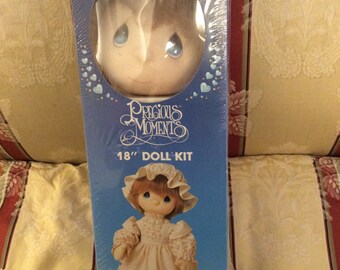 PRECIOUS
MOMENTS
18" DOLL KIT